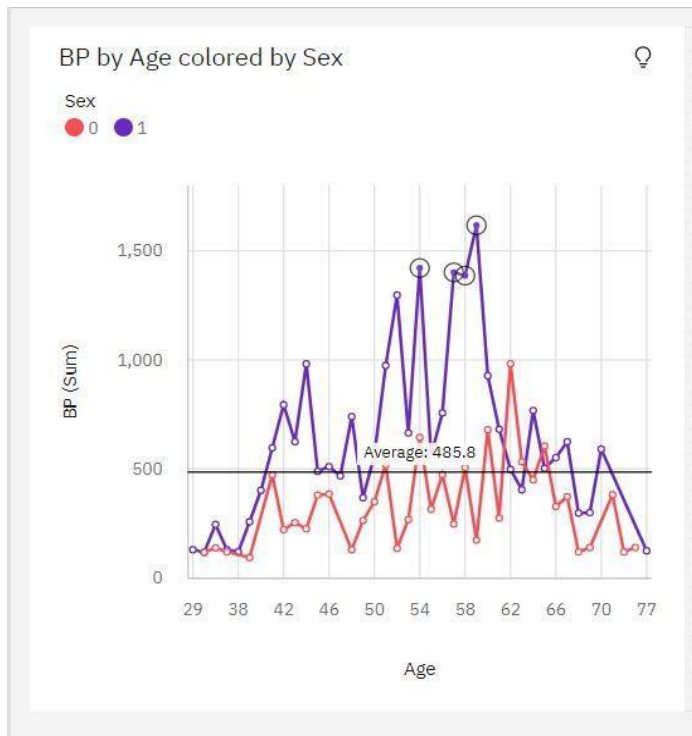 BP by Age colored by Sex
Sex
0 1
1,500
1,000
500
0
BP (Sum)
Average: 485.8
29 38 42 46 50 54 58 62 66 70 77
Age